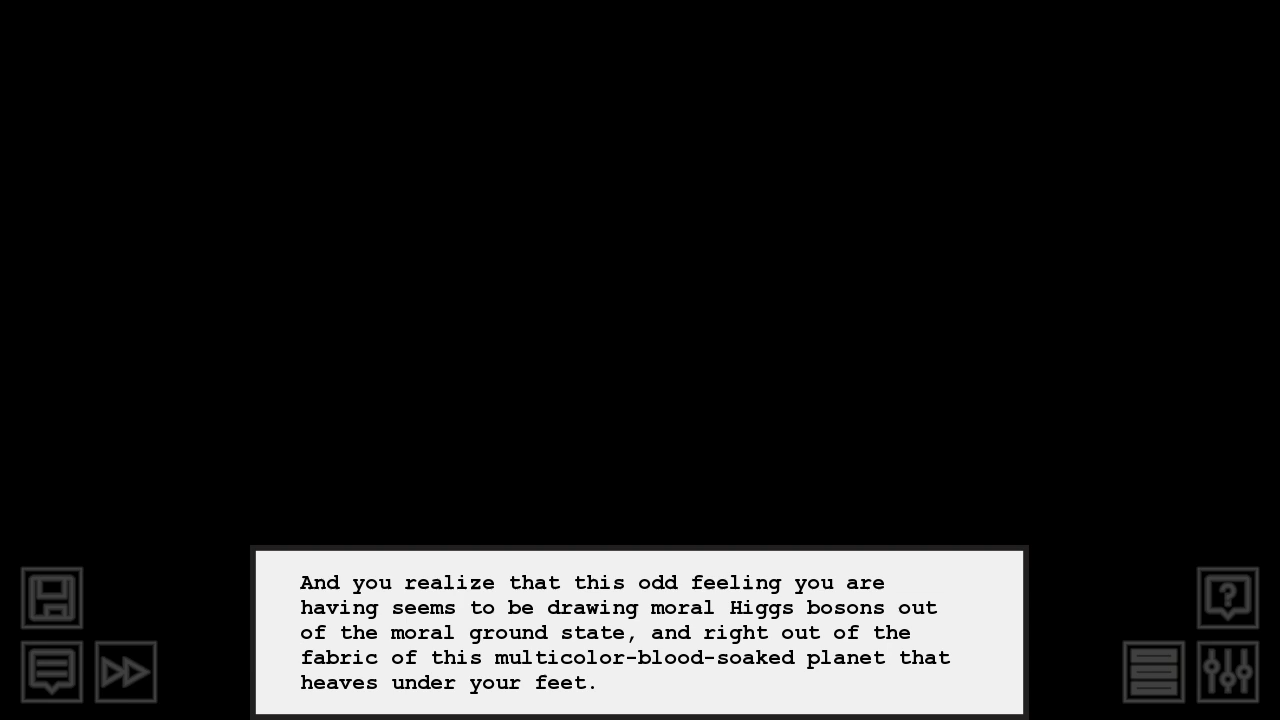 And you realize that this odd feeling you are
having seems to be drawing moral Higgs bosons out
of the moral ground state, and right out of the
fabric of this multicolor-blood-soaked planet that
heaves under your feet.
?